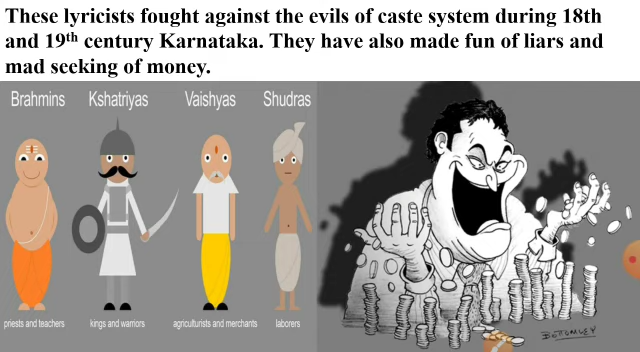 These lyricists fought against the evils of caste system during 18th
and 19th century Karnataka. They have also made fun of liars and
mad seeking of money.
Brahmins Kshatriyas Vaishyas Shudras
priests and teachers kings and warriors agriculturists and merchants laborers
BETTOMLEY